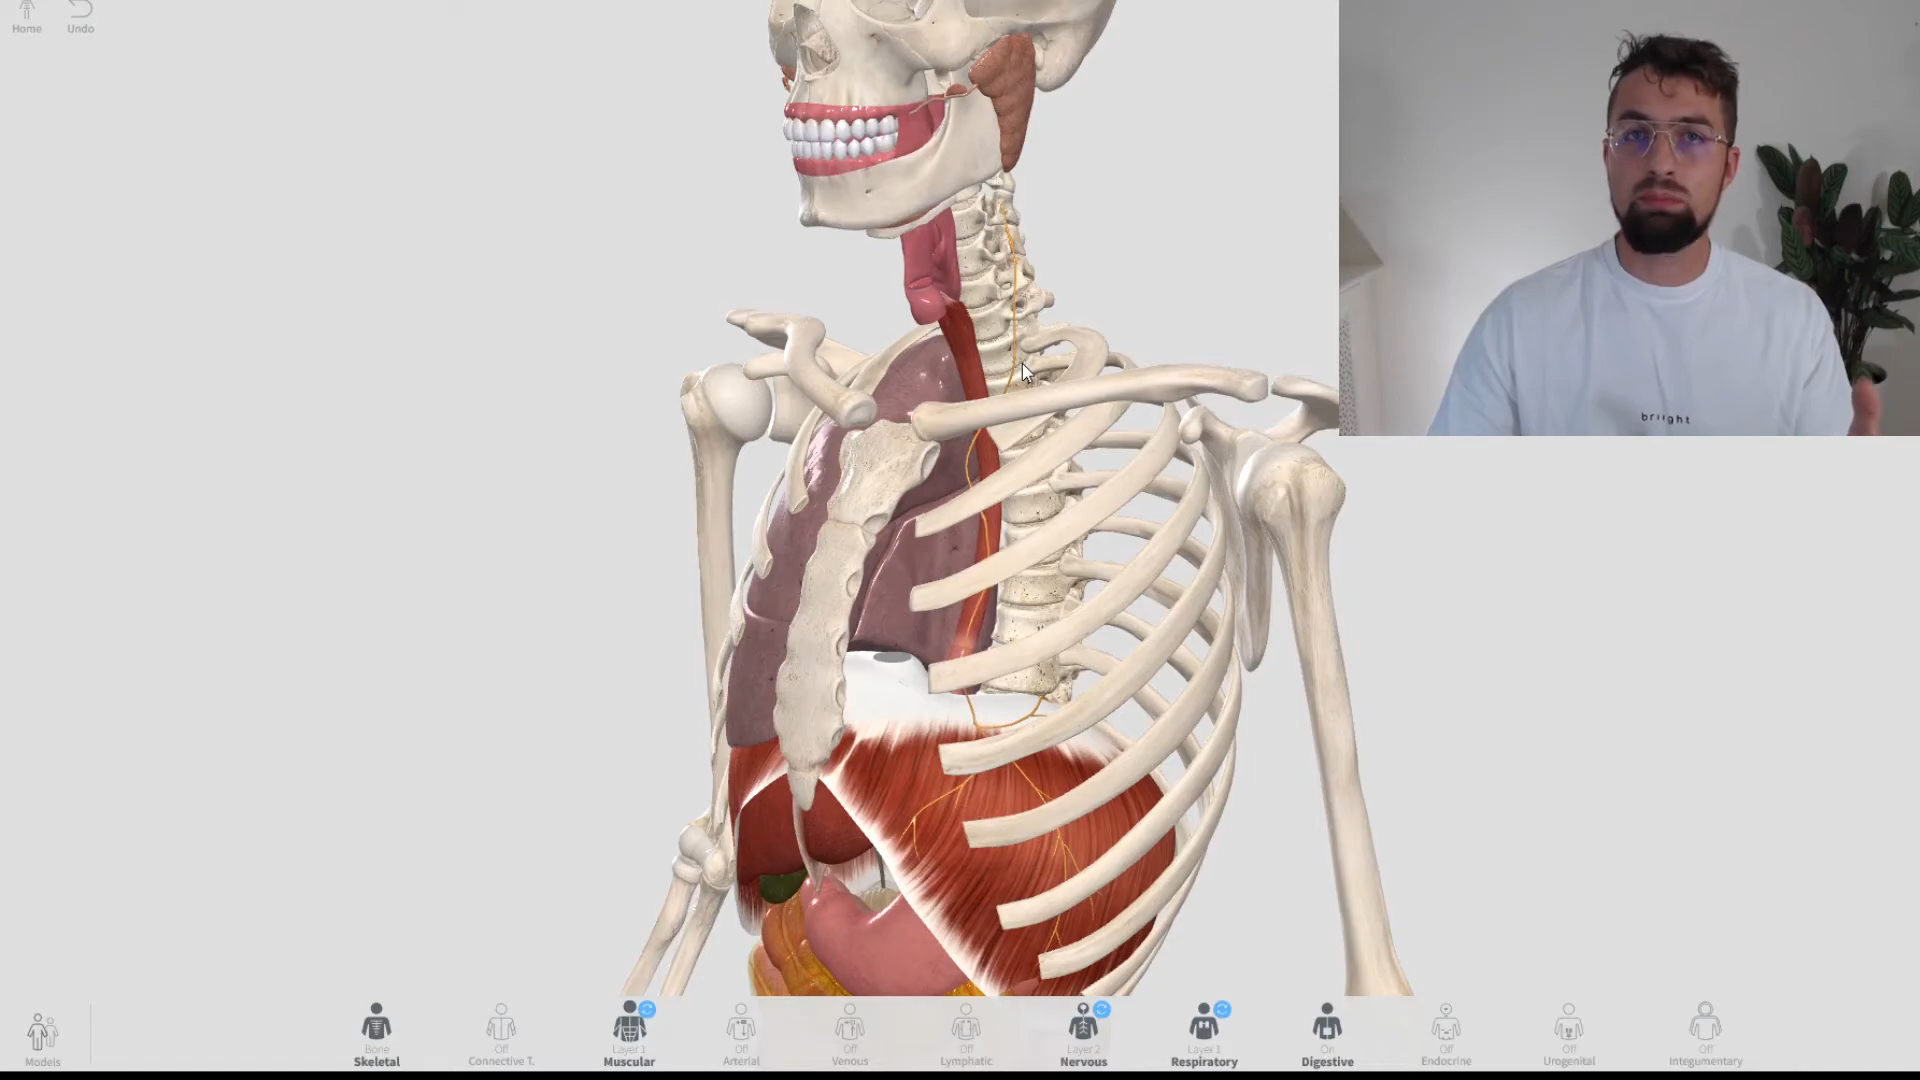 Home
Undo
briight
Bone
Skeletal
Off
Connective T.
Layer 1
Muscular
Off
Arterial
Off
Venous
Off
Lymphatic
Layer 2
Nervous
Layer 1
Respiratory
On
Digestive
Off
Endocrine
Off
Urogenital
Off
Integumentary
Models